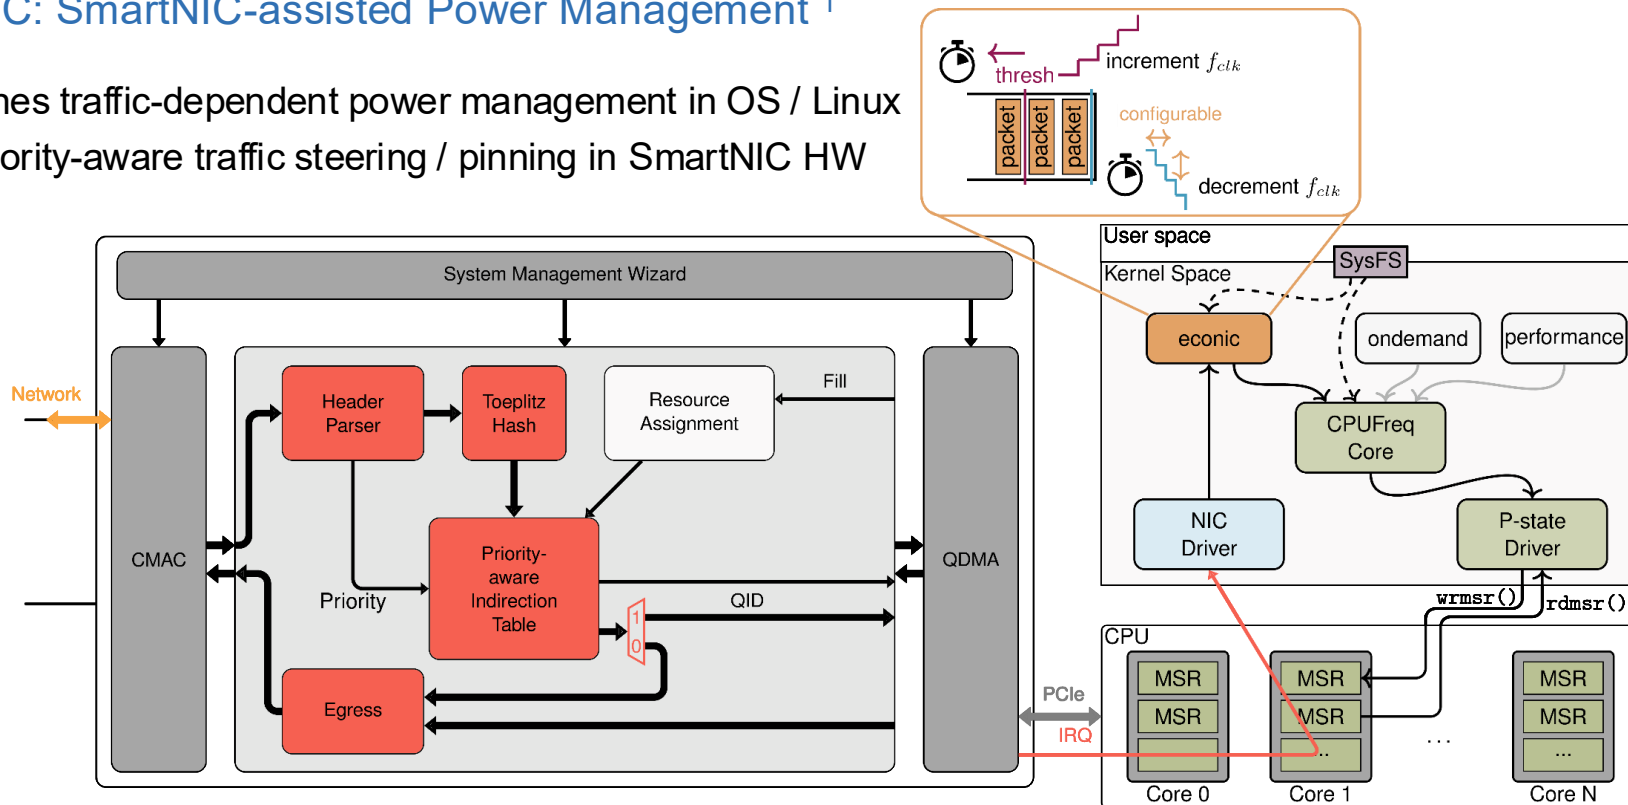 C: SmartNIC-assisted Power Management †
nes traffic-dependent power management in OS / Linux
ority-aware traffic steering / pinning in SmartNIC HW
thresh
increment f_clk
packet
packet
packet
configurable
decrement f_clk
System Management Wizard
Network
CMAC
Header
Parser
Toeplitz
Hash
Resource
Assignment
Fill
Priority
Priority-
aware
Indirection
Table
1
0
QID
Egress
QDMA
PCIe
IRQ
User space
Kernel Space
SysFS
econic
ondemand
performance
CPUFreq
Core
NIC
Driver
P-state
Driver
wrmsr()
rdmsr()
CPU
MSR
MSR
Core 0
MSR
MSR
...
Core 1
...
MSR
MSR
...
Core N